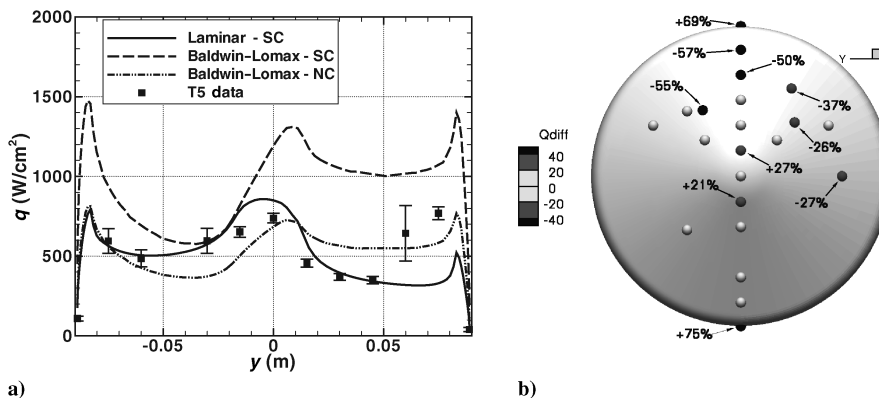 2000
1500
1000
500
0
q (W/cm²)
-0.05
0
0.05
y (m)
Laminar - SC
Baldwin-Lomax - SC
Baldwin-Lomax - NC
T5 data
a)
+69%
-57%
-50%
-55%
-37%
-26%
+27%
+21%
-27%
+75%
Y
Qdiff
40
20
0
-20
-40
b)